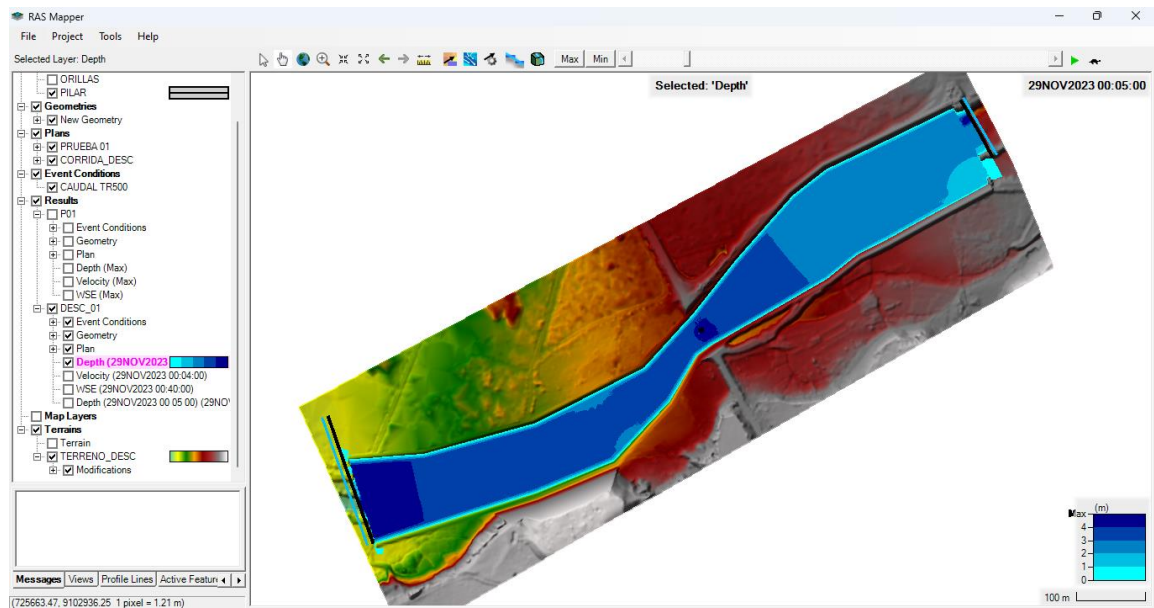 RAS Mapper
File Project Tools Help
Selected Layer: Depth
Max Min
ORILLAS
PILAR
Geometries
New Geometry
Plans
PRUEBA 01
CORRIDA_DESC
Event Conditions
CAUDAL TR500
Results
P01
Event Conditions
Geometry
Plan
Depth (Max)
Velocity (Max)
WSE (Max)
DESC_01
Event Conditions
Geometry
Plan
Depth (29NOV2023
Velocity (29NOV2023 00:04:00)
WSE (29NOV2023 00:40:00)
Depth (29NOV2023 00 05 00) (29NOV
Map Layers
Terrains
Terrain
TERRENO_DESC
Modifications
Messages Views Profile Lines Active Featur
(725663.47, 9102936.25 1 pixel = 1.21 m)
Selected: 'Depth'
29NOV2023 00:05:00
(m)
Max
4
3
2
1
0
100 m